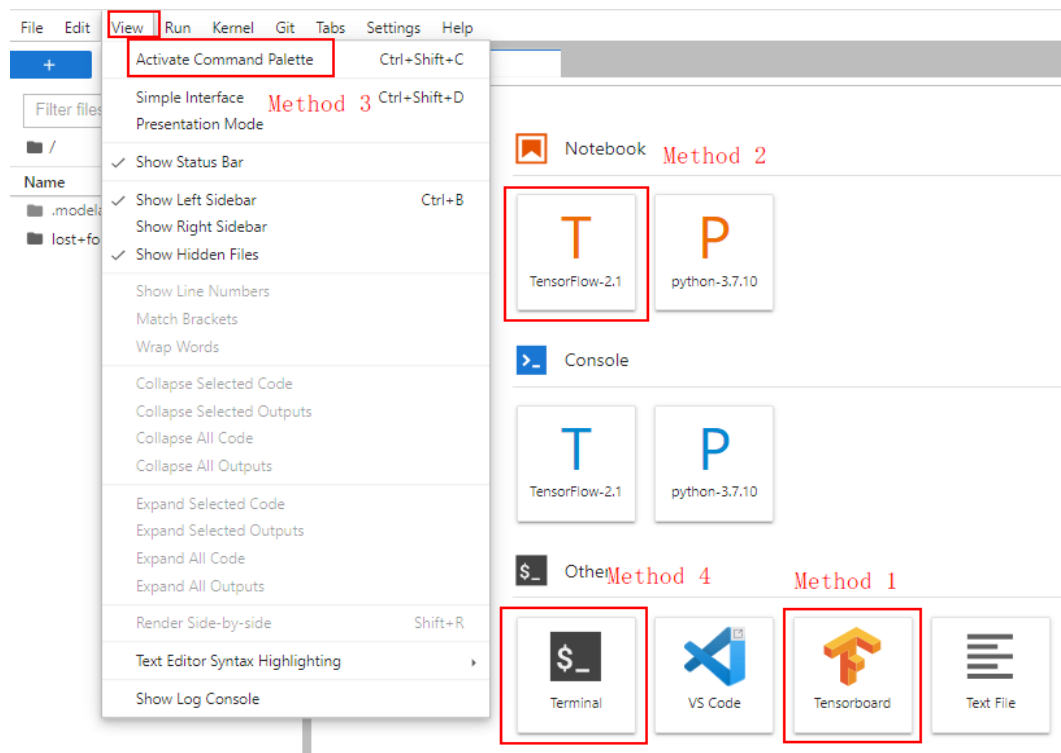 File Edit View Run Kernel Git Tabs Settings Help
+
Activate Command Palette Ctrl+Shift+C
Simple Interface Method 3 Ctrl+Shift+D
Presentation Mode
Show Status Bar
Show Left Sidebar Ctrl+B
Show Right Sidebar
Show Hidden Files
Show Line Numbers
Match Brackets
Wrap Words
Collapse Selected Code
Collapse Selected Outputs
Collapse All Code
Collapse All Outputs
Expand Selected Code
Expand Selected Outputs
Expand All Code
Expand All Outputs
Render Side-by-side Shift+R
Text Editor Syntax Highlighting
Show Log Console
Filter files
/
Name
.modela
lost+fo
Notebook Method 2
T P
TensorFlow-2.1 python-3.7.10
>_ Console
T P
TensorFlow-2.1 python-3.7.10
$_ Other Method 4 Method 1
$_
Terminal VS Code Tensorboard Text File